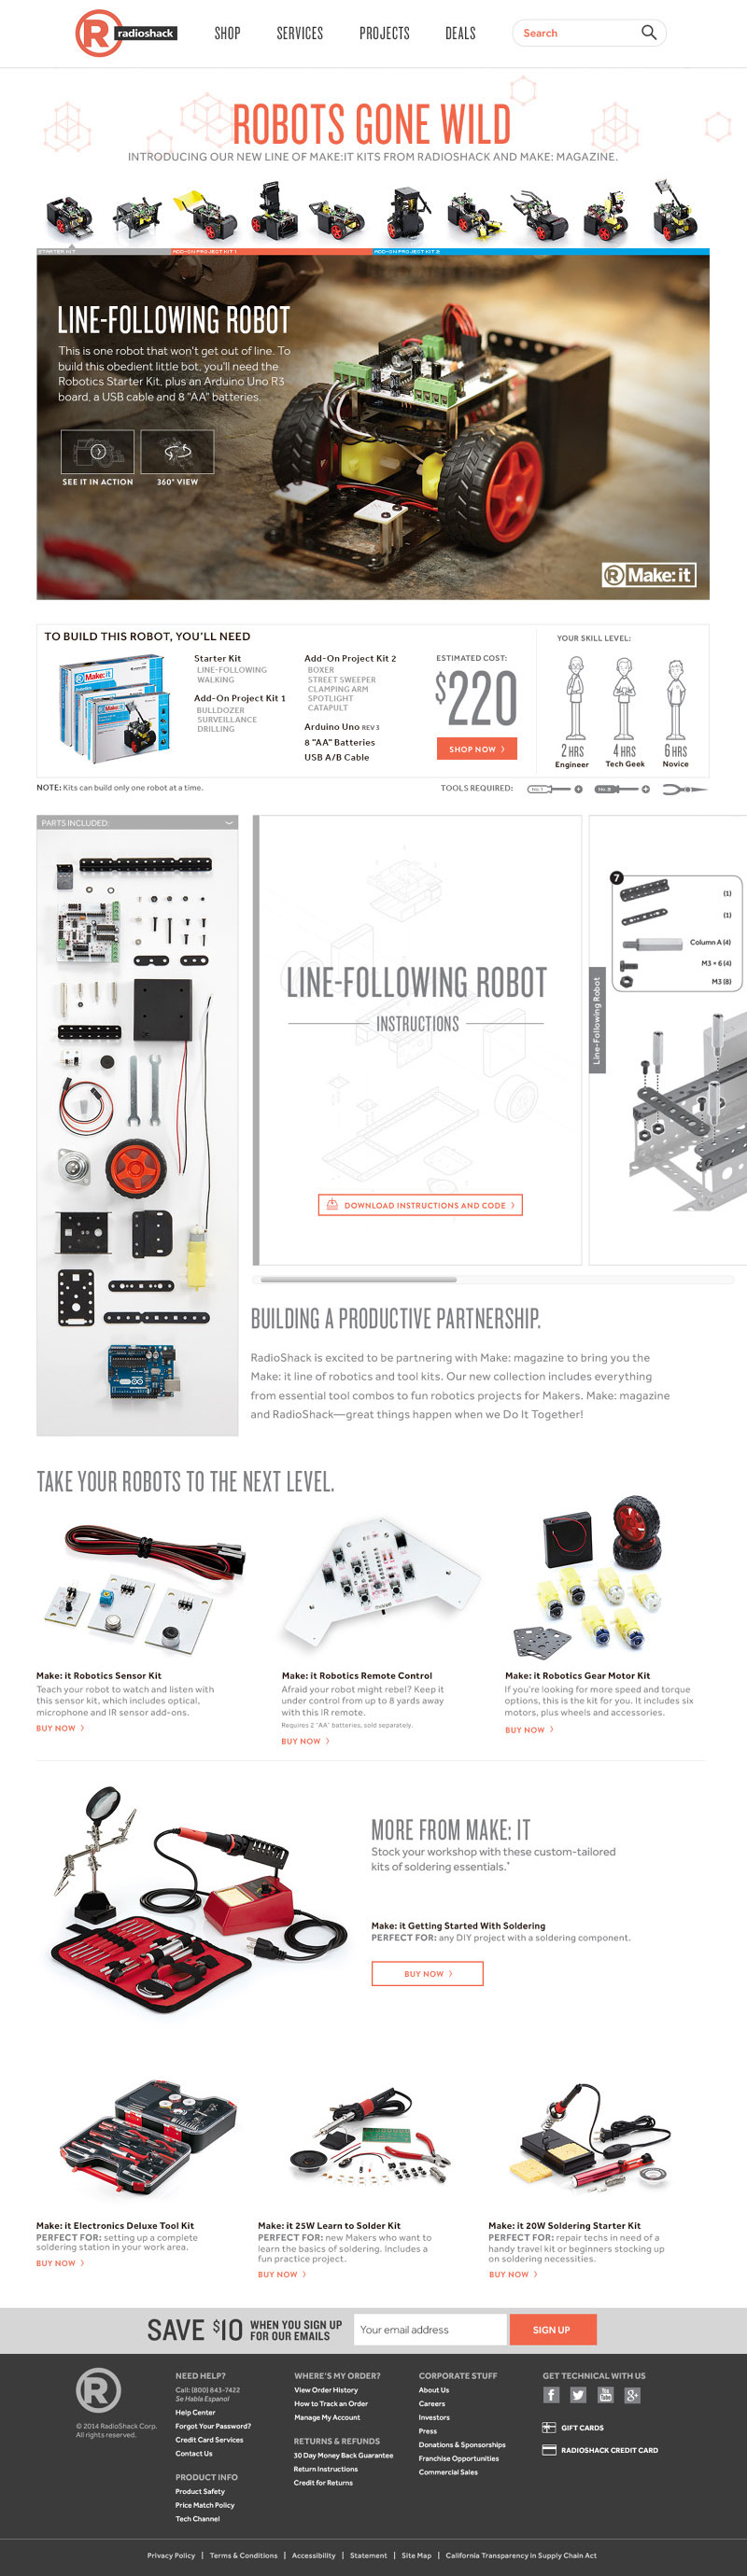 R radioshack
SHOP
SERVICES
PROJECTS
DEALS
Search
ROBOTS GONE WILD
INTRODUCING OUR NEW LINE OF MAKE:IT KITS FROM RADIOSHACK AND MAKE: MAGAZINE.
STARTER KIT
ADD-ON PROJECT KIT 1
ADD-ON PROJECT KIT 2
LINE-FOLLOWING ROBOT
This is one robot that won't get out of line. To
build this obedient little bot, you'll need the
Robotics Starter Kit, plus an Arduino Uno R3
board, a USB cable and 8 "AA" batteries.
SEE IT IN ACTION
360° VIEW
R Make:it
TO BUILD THIS ROBOT, YOU'LL NEED
Make:it
Make:it
Starter Kit
LINE-FOLLOWING
WALKING
Add-On Project Kit 1
BULLDOZER
SURVEILLANCE
DRILLING
Add-On Project Kit 2
BOXER
STREET SWEEPER
CLAMPING ARM
SPOTLIGHT
CATAPULT
Arduino Uno REV 3
8 "AA" Batteries
USB A/B Cable
ESTIMATED COST:
$220
SHOP NOW
YOUR SKILL LEVEL:
2 HRS
Engineer
4 HRS
Tech Geek
6 HRS
Novice
NOTE: Kits can build only one robot at a time.
TOOLS REQUIRED:
PARTS INCLUDED:
LINE-FOLLOWING ROBOT
INSTRUCTIONS
DOWNLOAD INSTRUCTIONS AND CODE
Line-Following Robot
7
(1)
(1)
Column A (4)
M3 × 6 (4)
M3 (8)
BUILDING A PRODUCTIVE PARTNERSHIP.
RadioShack is excited to be partnering with Make: magazine to bring you the
Make: it line of robotics and tool kits. Our new collection includes everything
from essential tool combos to fun robotics projects for Makers. Make: magazine
and RadioShack—great things happen when we Do It Together!
TAKE YOUR ROBOTS TO THE NEXT LEVEL.
Make: it Robotics Sensor Kit
Teach your robot to watch and listen with
this sensor kit, which includes optical,
microphone and IR sensor add-ons.
BUY NOW
Make: it Robotics Remote Control
Afraid your robot might rebel? Keep it
under control from up to 8 yards away
with this IR remote.
Requires 2 "AA" batteries, sold separately.
BUY NOW
Make: it Robotics Gear Motor Kit
If you're looking for more speed and torque
options, this is the kit for you. It includes six
motors, plus wheels and accessories.
BUY NOW
MORE FROM MAKE: IT
Stock your workshop with these custom-tailored
kits of soldering essentials.*
Make: it Getting Started With Soldering
PERFECT FOR: any DIY project with a soldering component.
BUY NOW
Make: it Electronics Deluxe Tool Kit
PERFECT FOR: setting up a complete
soldering station in your work area.
BUY NOW
Make: it 25W Learn to Solder Kit
PERFECT FOR: new Makers who want to
learn the basics of soldering. Includes a
fun practice project.
BUY NOW
Make: it 20W Soldering Starter Kit
PERFECT FOR: repair techs in need of a
handy travel kit or beginners stocking up
on soldering necessities.
BUY NOW
SAVE $10 WHEN YOU SIGN UP
FOR OUR EMAILS
Your email address
SIGN UP
R
© 2014 RadioShack Corp.
All rights reserved.
NEED HELP?
Call: (800) 843-7422
Se Habla Espanol
Help Center
Forgot Your Password?
Credit Card Services
Contact Us
PRODUCT INFO
Product Safety
Price Match Policy
Tech Channel
WHERE'S MY ORDER?
View Order History
How to Track an Order
Manage My Account
RETURNS & REFUNDS
30 Day Money Back Guarantee
Return Instructions
Credit for Returns
CORPORATE STUFF
About Us
Careers
Investors
Press
Donations & Sponsorships
Franchise Opportunities
Commercial Sales
GET TECHNICAL WITH US
GIFT CARDS
RADIOSHACK CREDIT CARD
Privacy Policy | Terms & Conditions | Accessibility | Statement | Site Map | California Transparency in Supply Chain Act